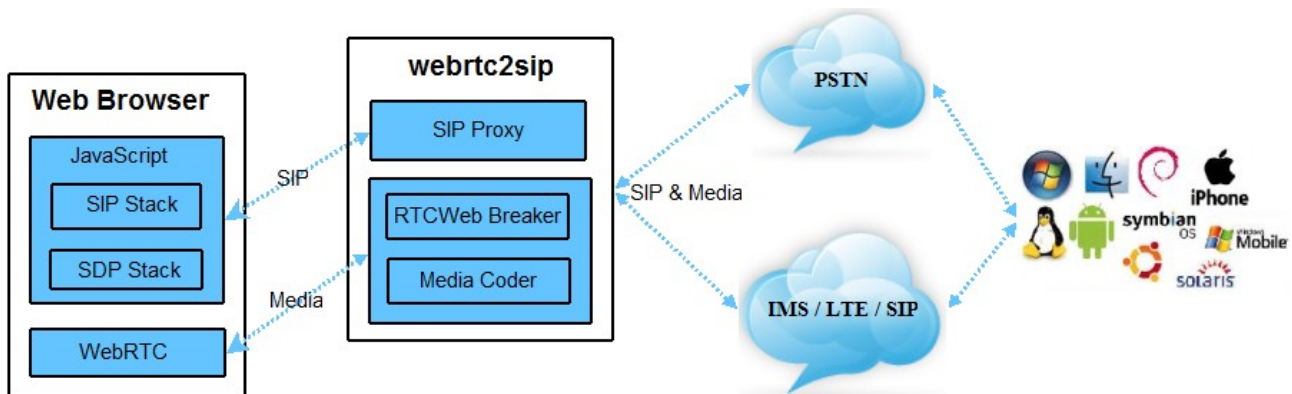 Web Browser
JavaScript
SIP Stack
SDP Stack
WebRTC
SIP
Media
webrtc2sip
SIP Proxy
RTCWeb Breaker
Media Coder
SIP & Media
PSTN
IMS / LTE / SIP
iPhone
symbian
OS
Windows
Mobile
solaris